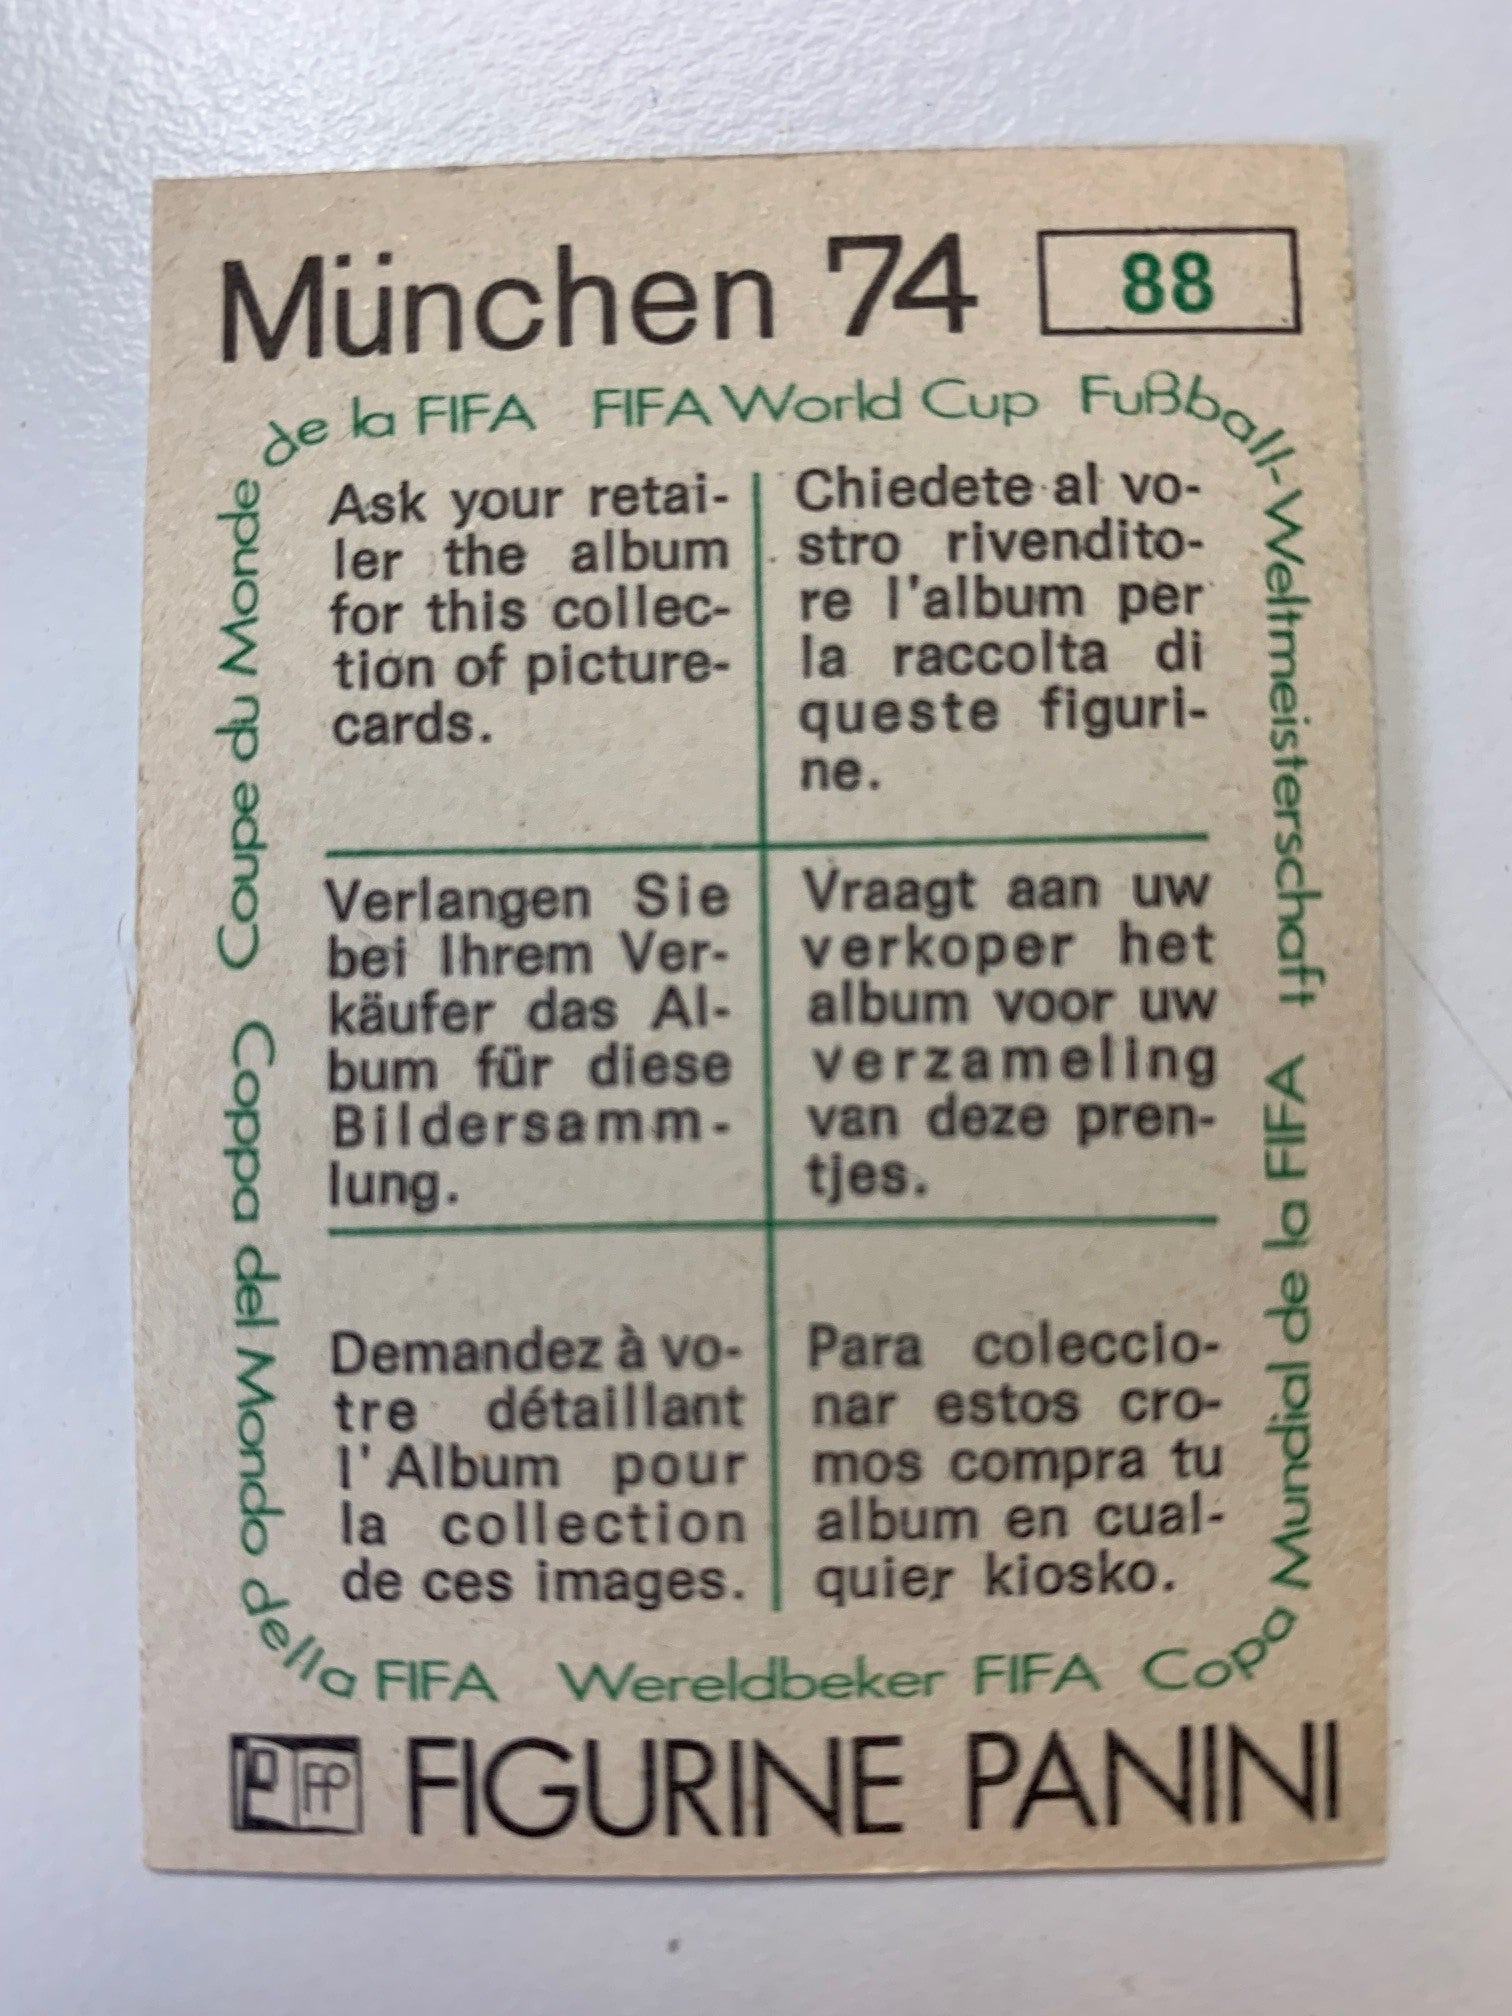 München 74
88
Coupe du Monde de la FIFA
FIFA World Cup
Fußball-Weltmeisterschaft
Ask your retai-
ler the album
for this collec-
tion of picture-
cards.
Chiedete al vo-
stro rivendito-
re l'album per
la raccolta di
queste figuri-
ne.
Verlangen Sie
bei Ihrem Ver-
käufer das Al-
bum für diese
Bildersamm-
lung.
Vraagt aan uw
verkoper het
album voor uw
verzameling
van deze pren-
tjes.
Demandez à vo-
tre détaillant
l'Album pour
la collection
de ces images.
Para coleccio-
nar estos cro-
mos compra tu
album en cual-
quier kiosko.
Coppa del Mondo della FIFA
Wereldbeker FIFA
Copa Mundial de la FIFA
FP FIGURINE PANINI